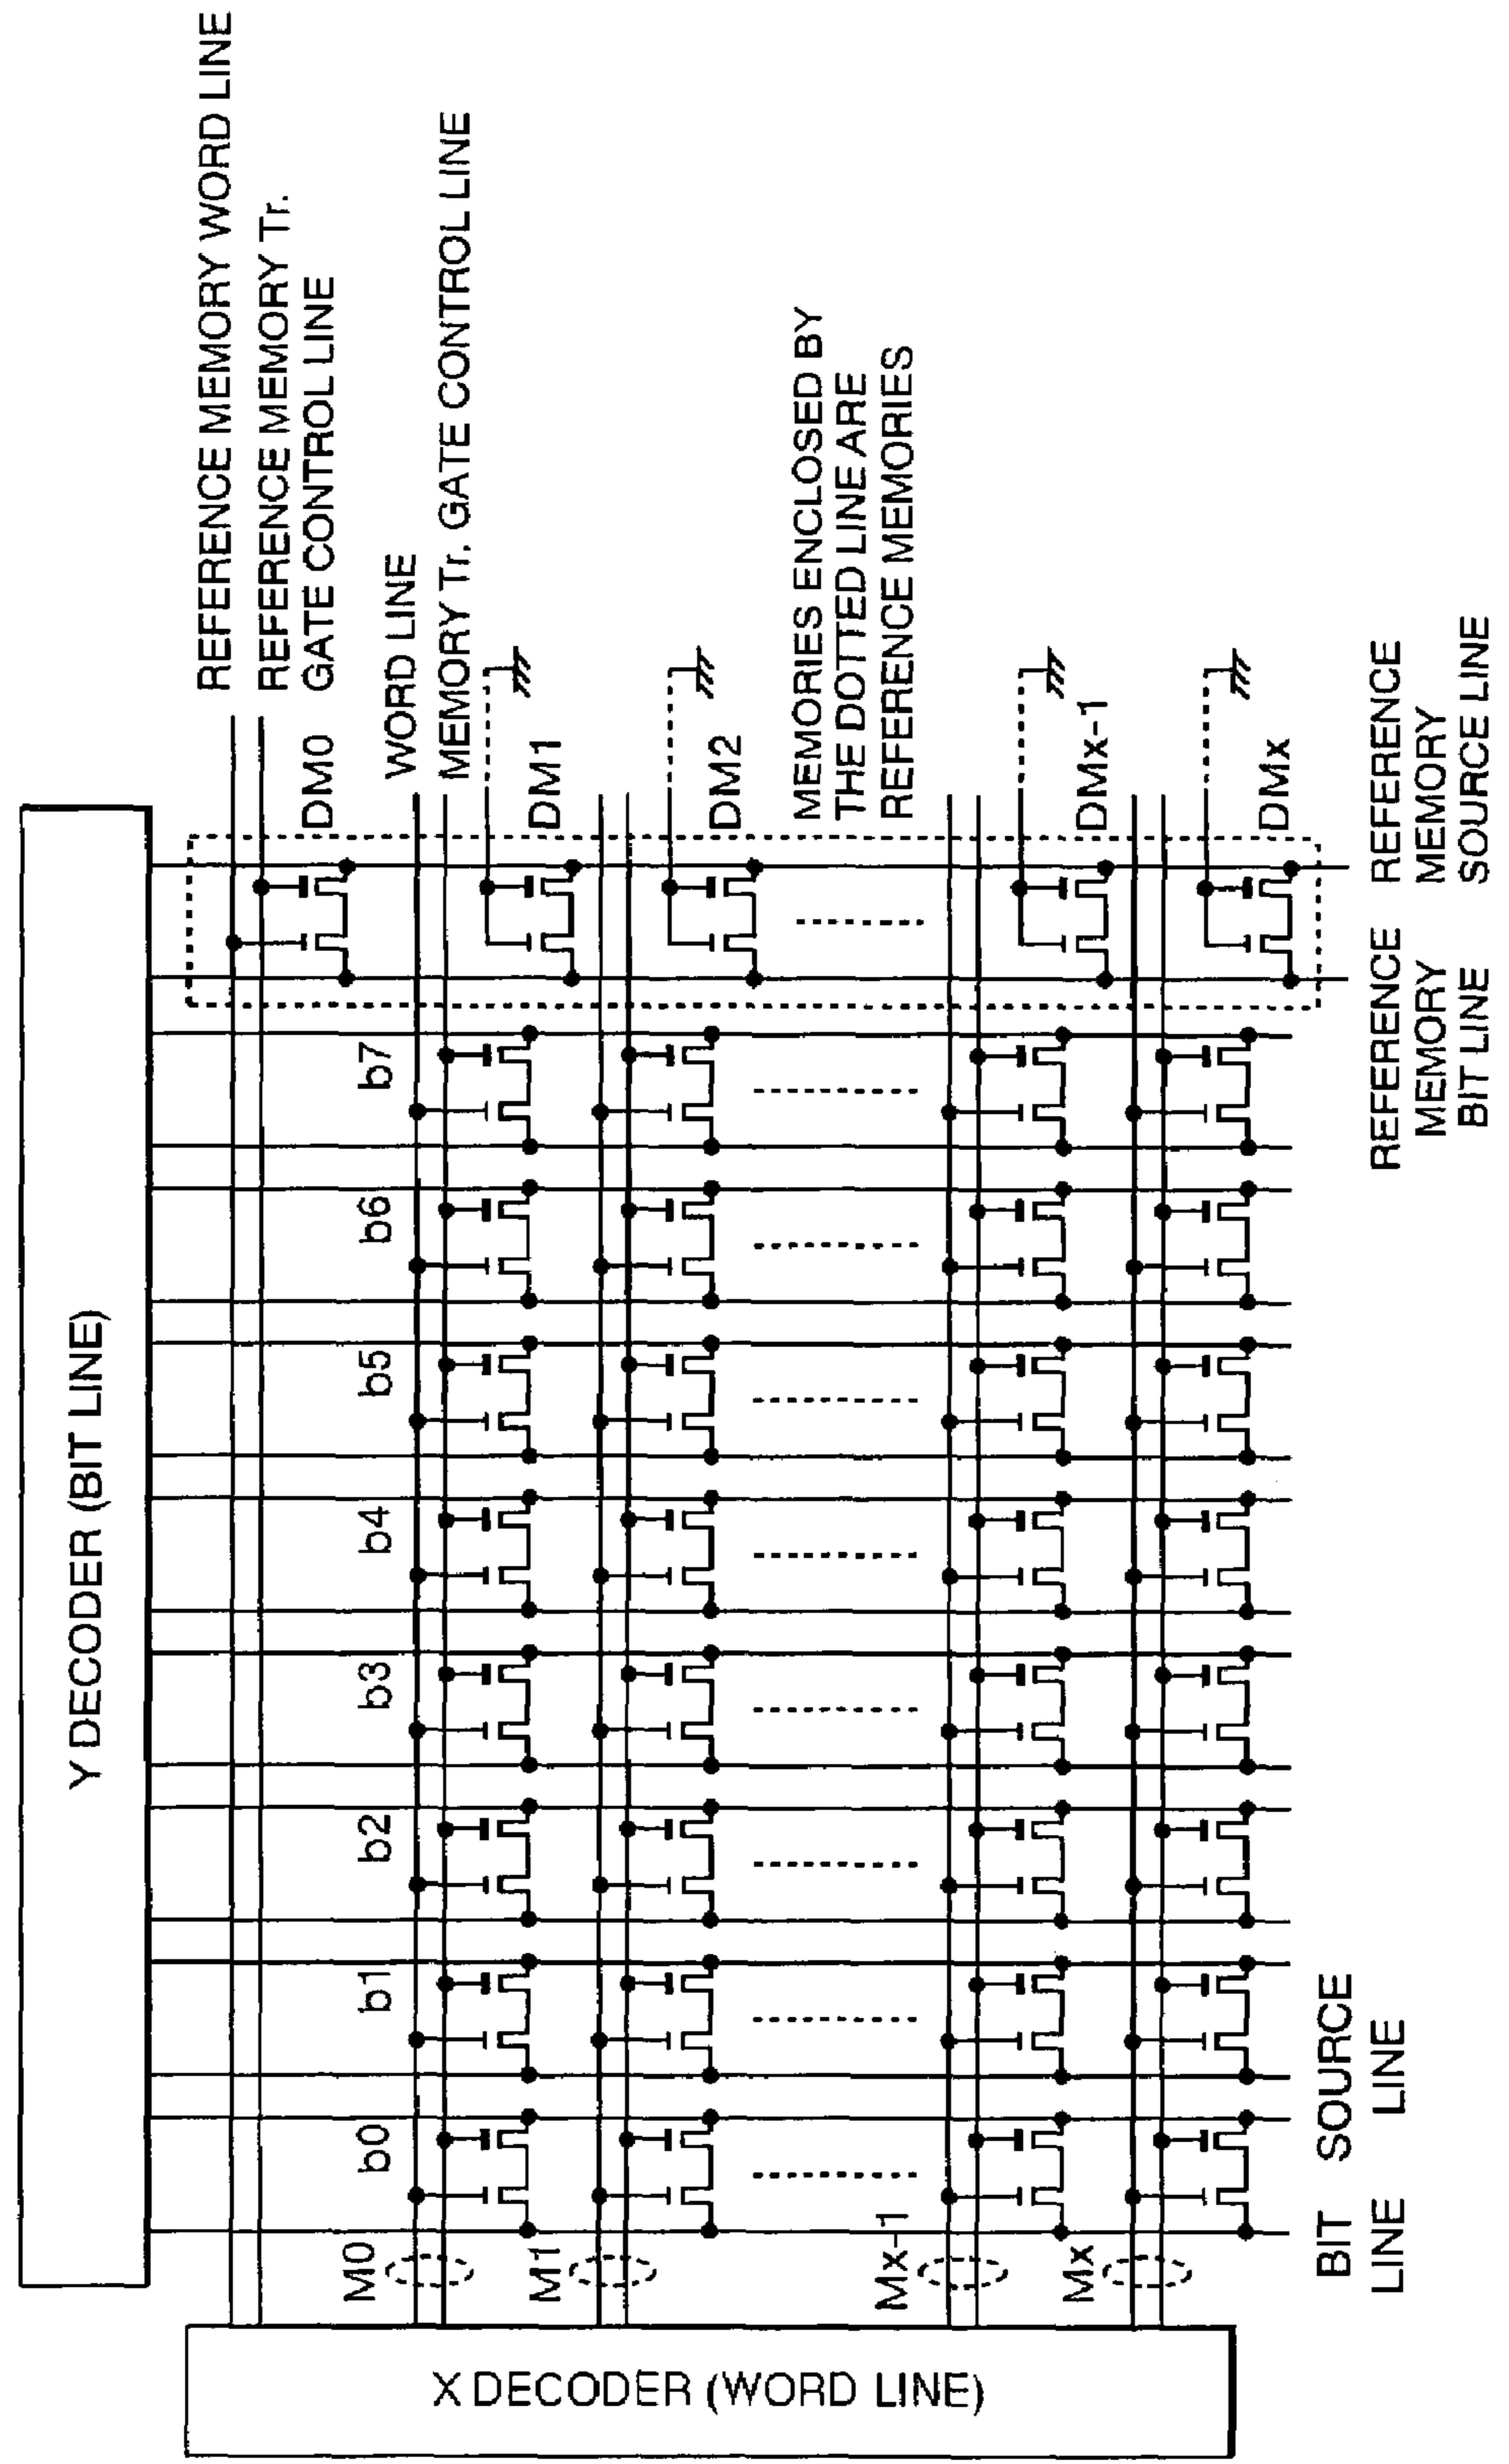 Y DECODER (BIT LINE)
REFERENCE MEMORY WORD LINE
REFERENCE MEMORY Tr.
GATE CONTROL LINE
DM0
WORD LINE
MEMORY Tr. GATE CONTROL LINE
b0
b1
b2
b3
b4
b5
b6
b7
M0
DM1
M1
DM2
MEMORIES ENCLOSED BY
THE DOTTED LINE ARE
REFERENCE MEMORIES
Mx-1
DMx-1
Mx
DMx
X DECODER (WORD LINE)
BIT
LINE
SOURCE
LINE
REFERENCE
MEMORY
BIT LINE
REFERENCE
MEMORY
SOURCE LINE